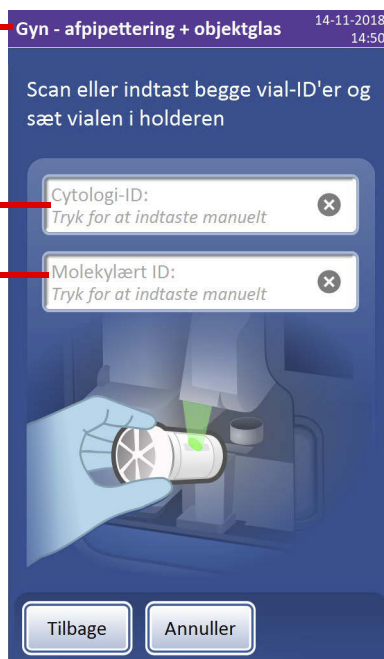 Gyn - afpipettering + objektglas
14-11-2018
14:50
Scan eller indtast begge vial-ID'er og
sæt vialen i holderen
Cytologi-ID:
Tryk for at indtaste manuelt
Molekylært ID:
Tryk for at indtaste manuelt
Tilbage
Annuller